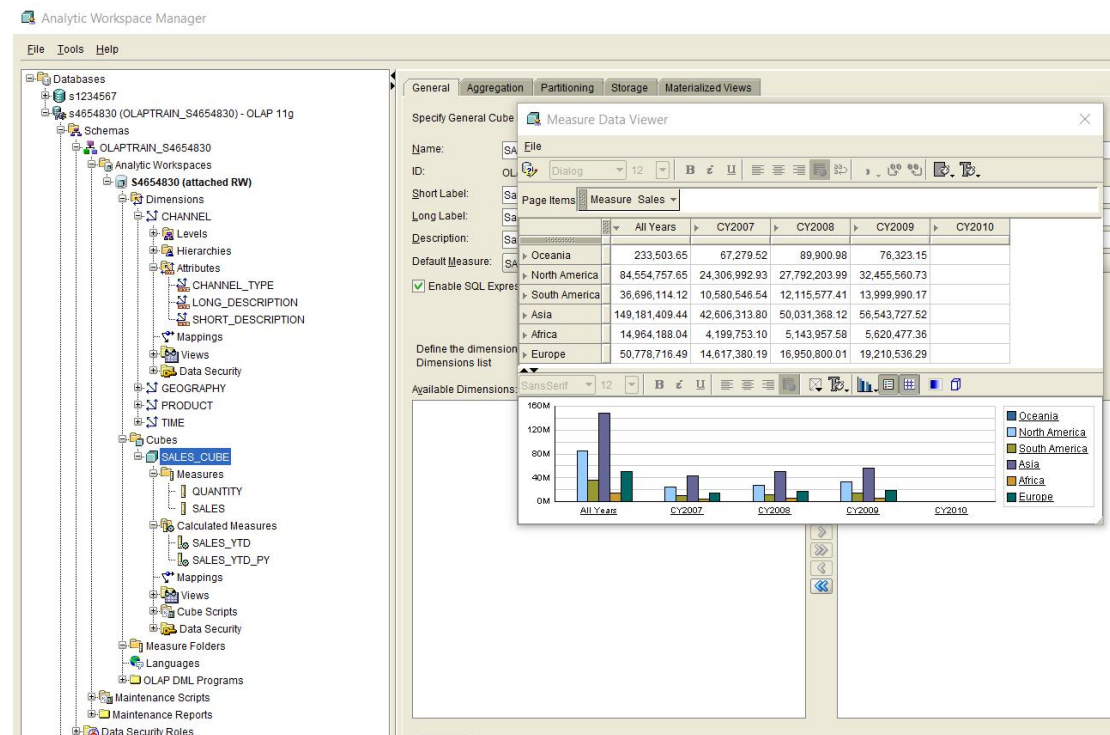 Analytic Workspace Manager
File Tools Help
Databases
s1234567
s4654830 (OLAPTRAIN_S4654830) - OLAP 11g
Schemas
OLAPTRAIN_S4654830
Analytic Workspaces
S4654830 (attached RW)
Dimensions
CHANNEL
Levels
Hierarchies
Attributes
CHANNEL_TYPE
LONG_DESCRIPTION
SHORT_DESCRIPTION
Mappings
Views
Data Security
GEOGRAPHY
PRODUCT
TIME
Cubes
SALES_CUBE
Measures
QUANTITY
SALES
Calculated Measures
SALES_YTD
SALES_YTD_PY
Mappings
Views
Cube Scripts
Data Security
Measure Folders
Languages
OLAP DML Programs
Maintenance Scripts
Maintenance Reports
Data Security Roles
General Aggregation Partitioning Storage Materialized Views
Specify General Cube
Name: SA
ID: OL
Short Label: Sa
Long Label: Sa
Description: Sa
Default Measure: SA
Enable SQL Expres
Define the dimension
Dimensions list
Available Dimensions:
Measure Data Viewer
File
Dialog 12 B i U
Page Items Measure Sales
All Years CY2007 CY2008 CY2009 CY2010
Oceania 233,503.65 67,279.52 89,900.98 76,323.15
North America 84,554,757.65 24,306,992.93 27,792,203.99 32,455,560.73
South America 36,696,114.12 10,580,546.54 12,115,577.41 13,999,990.17
Asia 149,181,409.44 42,606,313.80 50,031,368.12 56,543,727.52
Africa 14,964,188.04 4,199,753.10 5,143,957.58 5,620,477.36
Europe 50,778,716.49 14,617,380.19 16,950,800.01 19,210,536.29
SansSerif 12 B i U
160M
120M
80M
40M
0M
All Years CY2007 CY2008 CY2009 CY2010
Oceania
North America
South America
Asia
Africa
Europe